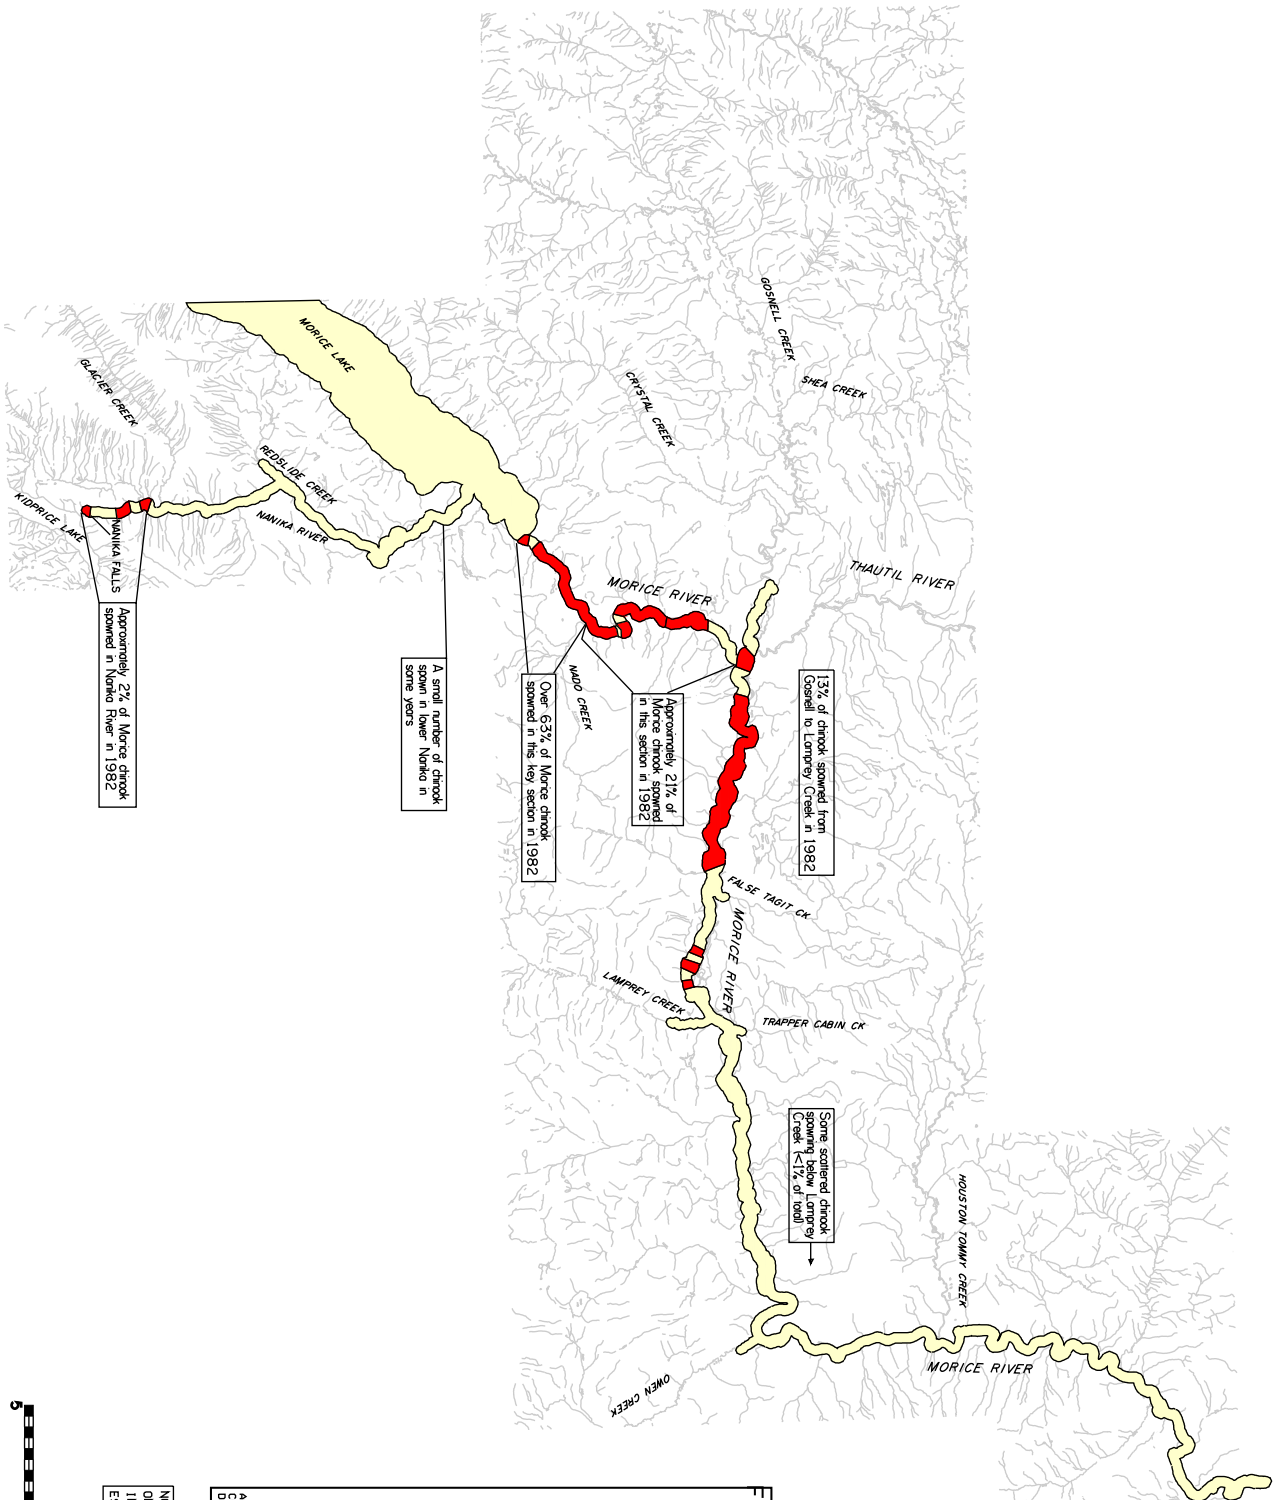 GOSNELL CREEK
SHEA CREEK
CRYSTAL CREEK
MORICE LAKE
GLACIER CREEK
REDSLIDE CREEK
KIDPRICE LAKE
NANIKA FALLS
NANIKA RIVER
MORICE RIVER
THAUTIL RIVER
NADO CREEK
Approximately 2% of Morice chinook
spawned in Nanika River in 1982
A small number of chinook
spawn in lower Nanika in
some years
Over 63% of Morice chinook
spawned in this key section in 1982
Approximately 21% of
Morice chinook spawned
in this section in 1982
13% of chinook spawned from
Gosnell to Lamprey Creek in 1982
FALSE TAGIT CK
MORICE RIVER
LAMPREY CREEK
TRAPPER CABIN CK
Some scattered chinook
spawning below Lamprey
Creek (<1% of total)
HOUSTON TOMMY CREEK
MORICE RIVER
OWEN CREEK
5